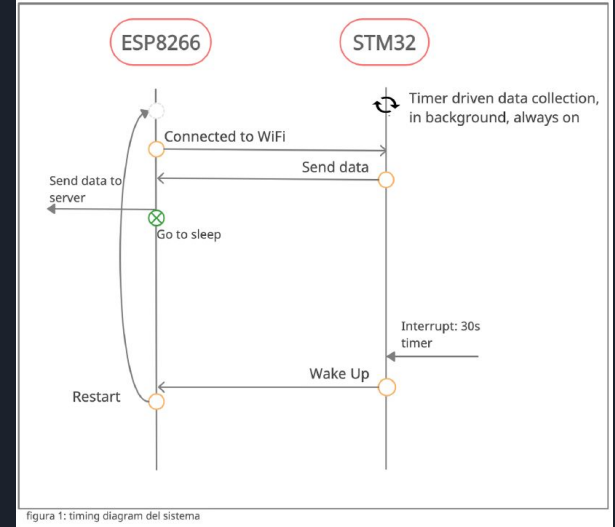 ESP8266
STM32
Timer driven data collection,
in background, always on
Connected to WiFi
Send data
Send data to
server
Go to sleep
Interrupt: 30s
timer
Wake Up
Restart
figura 1: timing diagram del sistema